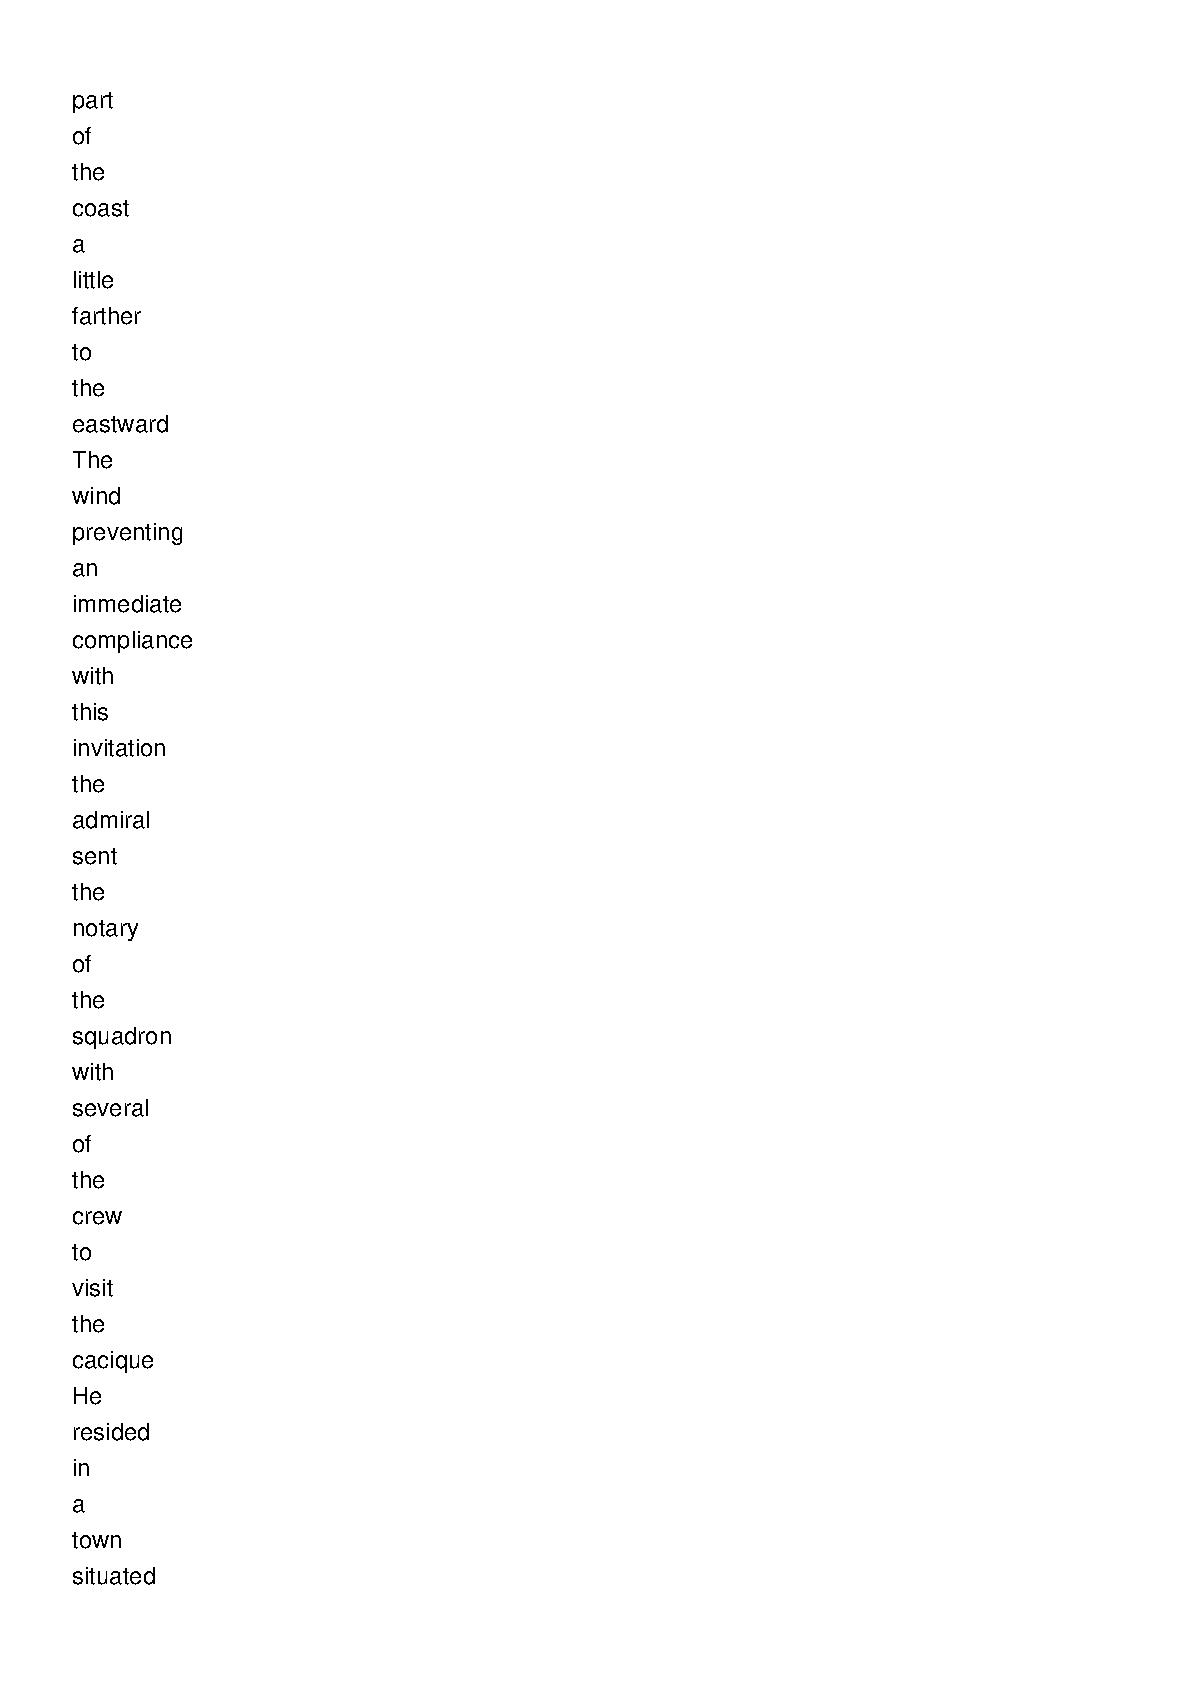 part
of
the
coast
a
little
farther
to
the
eastward
The
wind
preventing
an
immediate
compliance
with
this
invitation
the
admiral
sent
the
notary
of
the
squadron
with
several
of
the
crew
to
visit
the
cacique
He
resided
in
a
town
situated